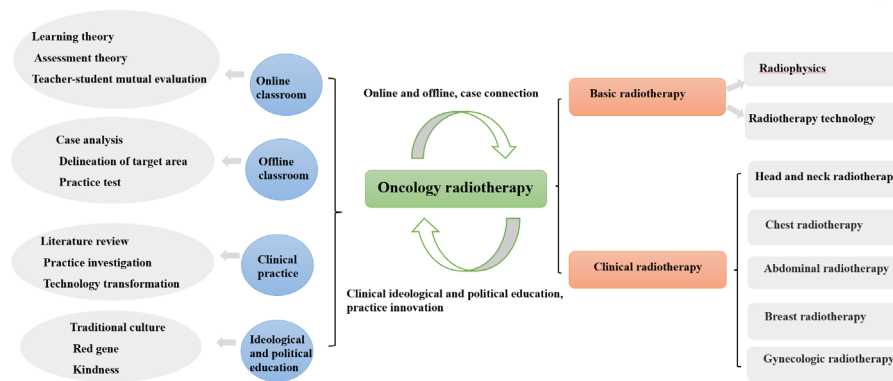 Learning theory
Assessment theory
Teacher-student mutual evaluation
Online
classroom
Case analysis
Delineation of target area
Practice test
Offline
classroom
Literature review
Practice investigation
Technology transformation
Clinical
practice
Traditional culture
Red gene
Kindness
Ideological
and political
education
Online and offline, case connection
Oncology radiotherapy
Clinical ideological and political education,
practice innovation
Basic radiotherapy
Radiophysics
Radiotherapy technology
Clinical radiotherapy
Head and neck radiotherap
Chest radiotherapy
Abdominal radiotherapy
Breast radiotherapy
Gynecologic radiotherapy